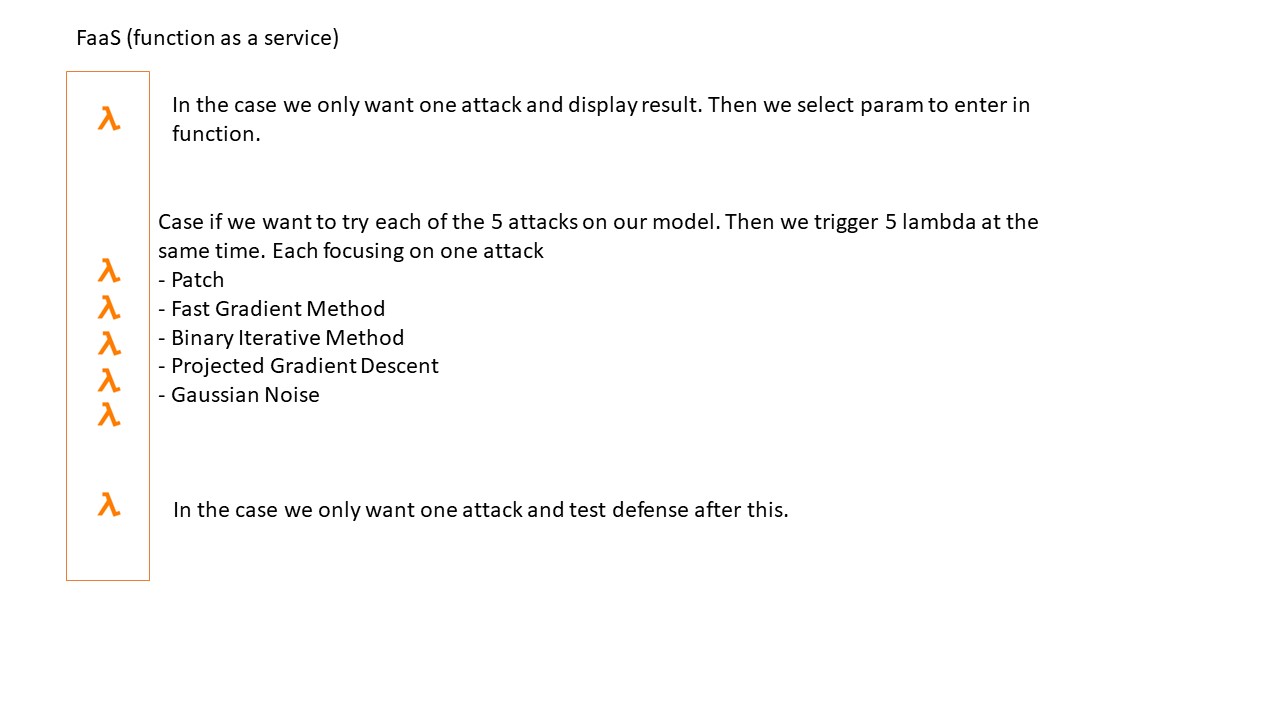 FaaS (function as a service)
λ
In the case we only want one attack and display result. Then we select param to enter in
function.
Case if we want to try each of the 5 attacks on our model. Then we trigger 5 lambda at the
same time. Each focusing on one attack
λ
- Patch
λ
- Fast Gradient Method
λ
- Binary Iterative Method
λ
- Projected Gradient Descent
λ
- Gaussian Noise
λ
In the case we only want one attack and test defense after this.